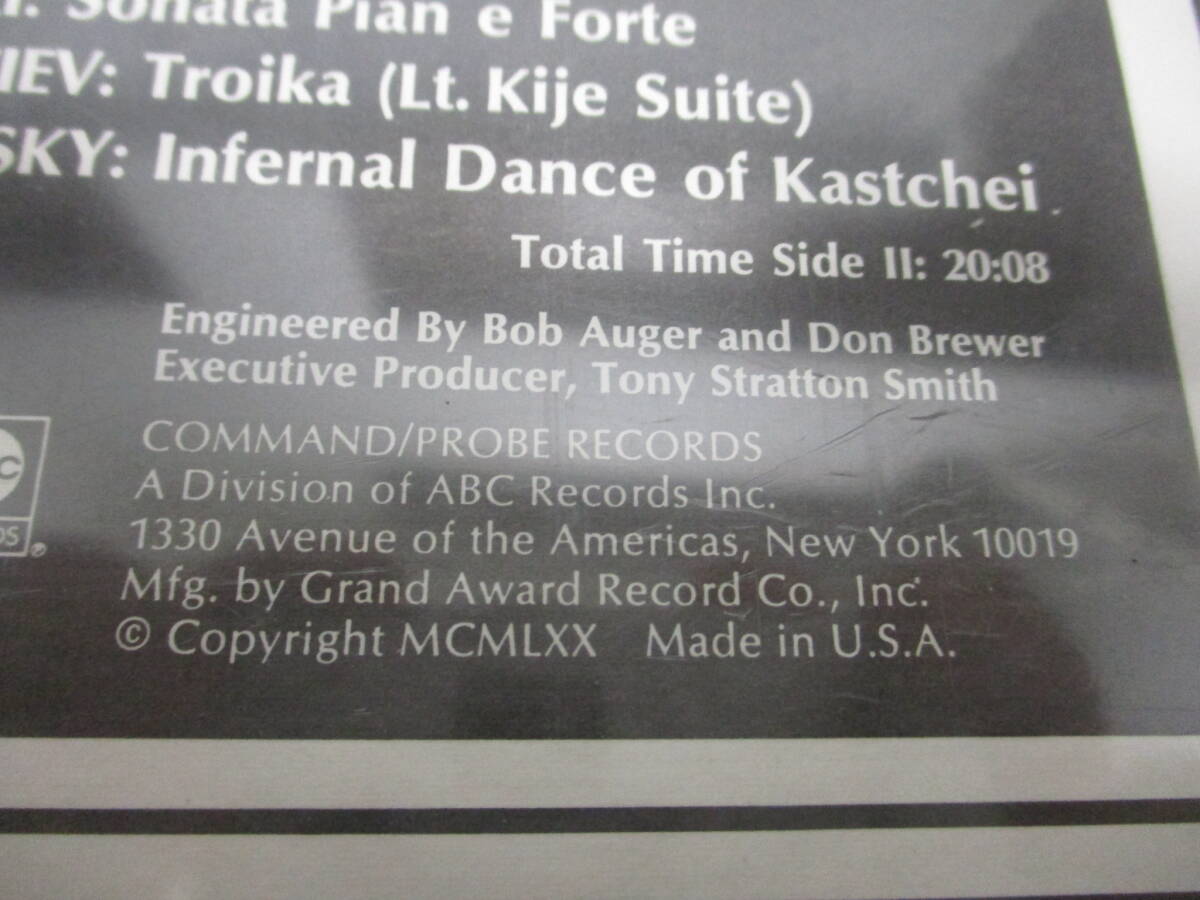 Sonata Pian e Forte
IEV: Troika (Lt. Kije Suite)
SKY: Infernal Dance of Kastchei
Total Time Side II: 20:08
Engineered By Bob Auger and Don Brewer
Executive Producer, Tony Stratton Smith
COMMAND/PROBE RECORDS
A Division of ABC Records Inc.
1330 Avenue of the Americas, New York 10019
Mfg. by Grand Award Record Co., Inc.
© Copyright MCMLXX Made in U.S.A.
C
DS ®